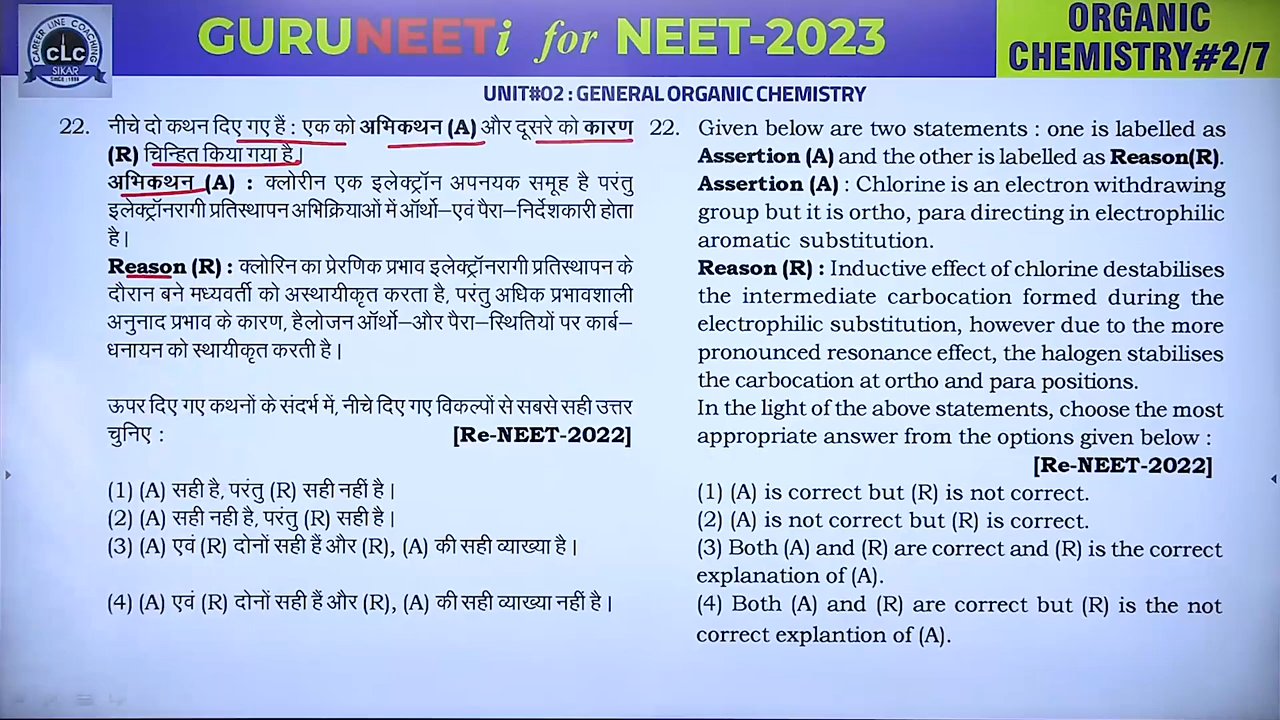 CAREER LINE COACHING
CLC
SIKAR
SINCE : 1996
GURUNEETi for NEET-2023
ORGANIC
CHEMISTRY#2/7
UNIT#02 : GENERAL ORGANIC CHEMISTRY
22. नीचे दो कथन दिए गए हैं : एक को अभिकथन (A) और दूसरे को कारण
(R) चिन्हित किया गया है।
अभिकथन (A) : क्लोरीन एक इलेक्ट्रॉन अपनयक समूह है परंतु
इलेक्ट्रॉनरागी प्रतिस्थापन अभिक्रियाओं में ऑर्थो–एवं पैरा–निर्देशकारी होता
है।
Reason (R) : क्लोरिन का प्रेरणिक प्रभाव इलेक्ट्रॉनरागी प्रतिस्थापन के
दौरान बने मध्यवर्ती को अस्थायीकृत करता है, परंतु अधिक प्रभावशाली
अनुनाद प्रभाव के कारण, हैलोजन ऑर्थो–और पैरा–स्थितियों पर कार्ब–
धनायन को स्थायीकृत करती है।
ऊपर दिए गए कथनों के संदर्भ में, नीचे दिए गए विकल्पों से सबसे सही उत्तर
चुनिए : [Re-NEET-2022]
(1) (A) सही है, परंतु (R) सही नहीं है।
(2) (A) सही नही है, परंतु (R) सही है।
(3) (A) एवं (R) दोनों सही हैं और (R), (A) की सही व्याख्या है।
(4) (A) एवं (R) दोनों सही हैं और (R), (A) की सही व्याख्या नहीं है।
22. Given below are two statements : one is labelled as
Assertion (A) and the other is labelled as Reason(R).
Assertion (A) : Chlorine is an electron withdrawing
group but it is ortho, para directing in electrophilic
aromatic substitution.
Reason (R) : Inductive effect of chlorine destabilises
the intermediate carbocation formed during the
electrophilic substitution, however due to the more
pronounced resonance effect, the halogen stabilises
the carbocation at ortho and para positions.
In the light of the above statements, choose the most
appropriate answer from the options given below :
[Re-NEET-2022]
(1) (A) is correct but (R) is not correct.
(2) (A) is not correct but (R) is correct.
(3) Both (A) and (R) are correct and (R) is the correct
explanation of (A).
(4) Both (A) and (R) are correct but (R) is the not
correct explantion of (A).